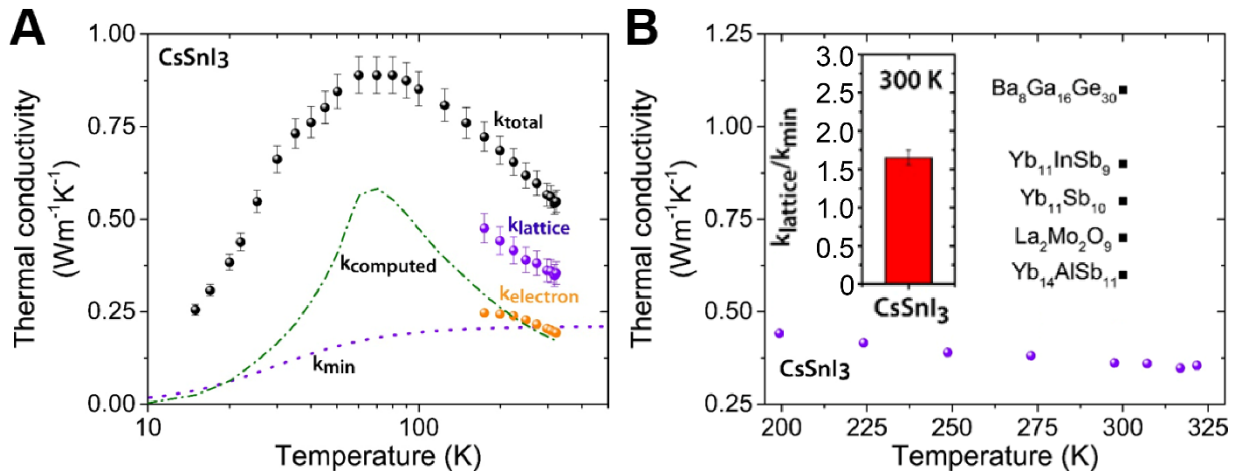 A
CsSnI3
Thermal conductivity
(Wm-1K-1)
1.00
0.75
0.50
0.25
0.00
ktotal
klattice
kcomputed
kelectron
kmin
10
100
Temperature (K)
B
Thermal conductivity
(Wm-1K-1)
1.25
1.00
0.75
0.50
0.25
klattice/kmin
3.0
2.5
2.0
1.5
1.0
0.5
0
300 K
CsSnI3
Ba8Ga16Ge30
Yb11InSb9
Yb11Sb10
La2Mo2O9
Yb14AlSb11
CsSnI3
200
225
250
275
300
325
Temperature (K)